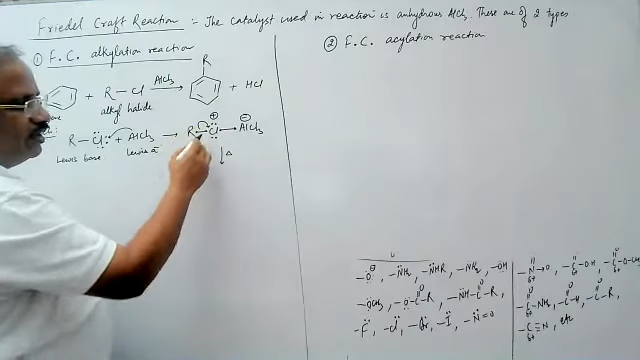 Friedel Craft Reaction :- The catalyst used in reaction is anhydrous AlCl3. These are of 2 types
① F.C. alkylation reaction
R
+ R-Cl AlCl3 → + HCl
alkyl halide
R-Cl: + AlCl3 → R-Cl → AlCl3
⊕ ⊖
Lewis base Lewis a
Δ
② F.C. acylation reaction
-O:⊖, -NH2, -NHR, -NR2, -OH
-OCH3, -O-C-R, -NH-C-R,
O O
-F, -Cl, -Br, -I, -N=O
-N→O, -C-OH, -C-O-CH3
O O O
δ+ δ+ δ+
-C-NH2, -C-H, -C-R,
O O O
δ+
-C≡N, etc
δ+